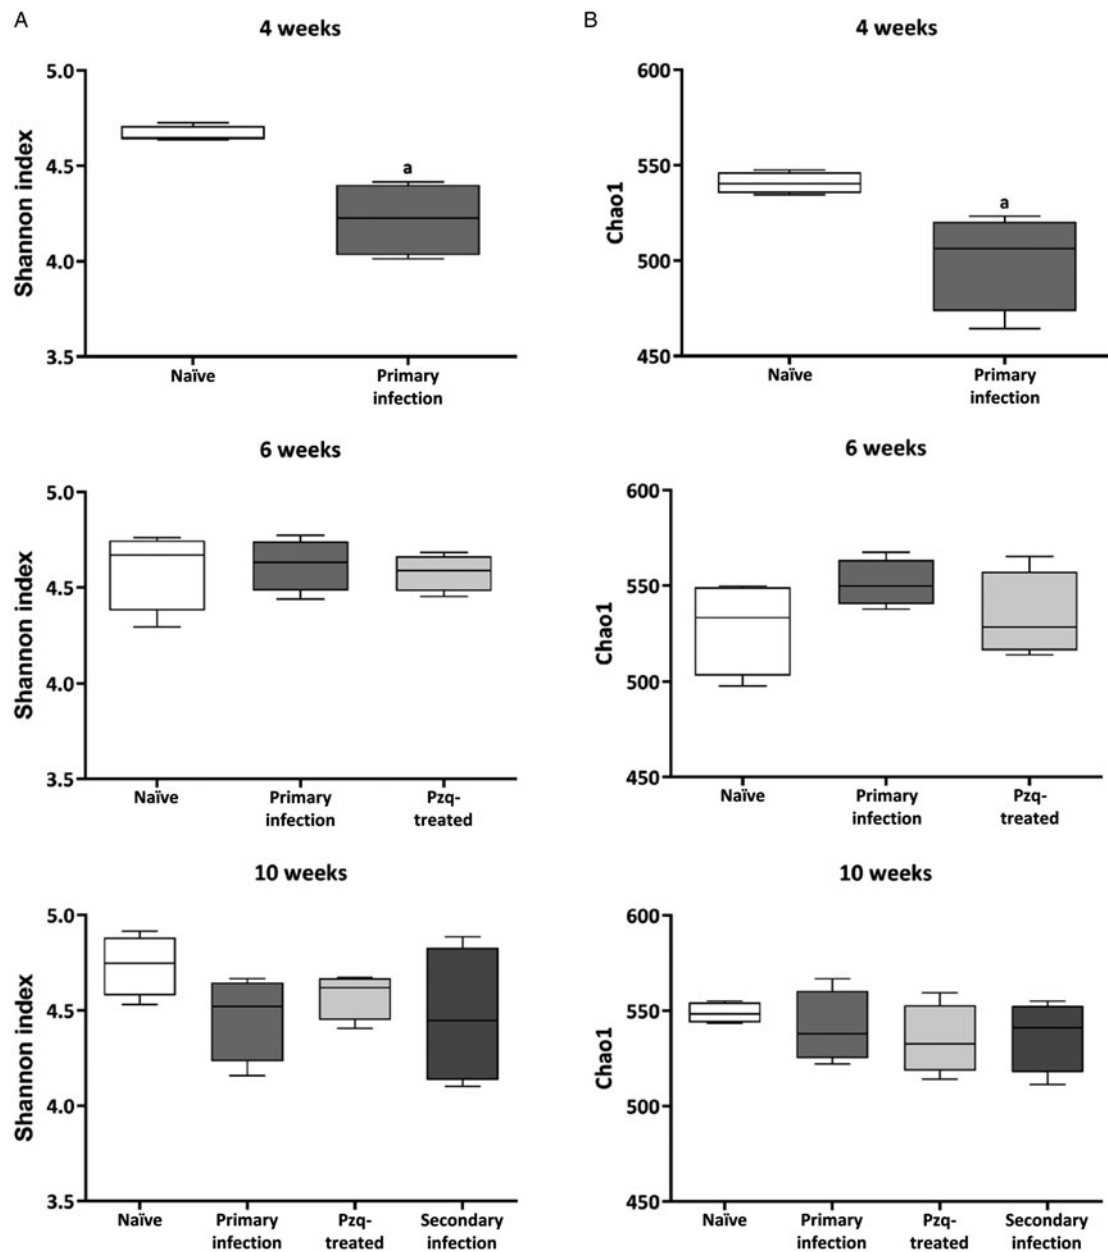 A
4 weeks
5.0
4.5
4.0
3.5
Shannon index
a
Naïve
Primary
infection
B
4 weeks
600
550
500
450
Chao1
a
Naïve
Primary
infection
6 weeks
5.0
4.5
4.0
3.5
Shannon index
Naïve
Primary
infection
Pzq-
treated
6 weeks
600
550
500
450
Chao1
Naïve
Primary
infection
Pzq-
treated
10 weeks
5.0
4.5
4.0
3.5
Shannon index
Naïve
Primary
infection
Pzq-
treated
Secondary
infection
10 weeks
600
550
500
450
Chao1
Naïve
Primary
infection
Pzq-
treated
Secondary
infection